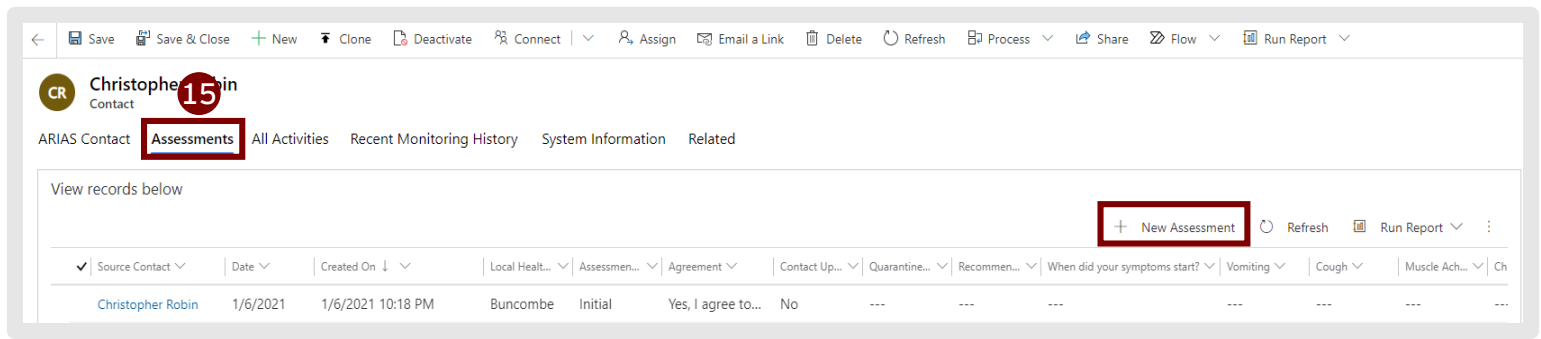 Save Save & Close New Clone Deactivate Connect Assign Email a Link Delete Refresh Process Share Flow Run Report
CR
Christopher Robin
15
Contact
ARIAS Contact Assessments All Activities Recent Monitoring History System Information Related
View records below
New Assessment Refresh Run Report
Source Contact Date Created On Local Healt... Assessmen... Agreement Contact Up... Quarantine... Recommen... When did your symptoms start? Vomiting Cough Muscle Ach... Ch
Christopher Robin 1/6/2021 1/6/2021 10:18 PM Buncombe Initial Yes, I agree to... No --- --- --- --- --- --- ---